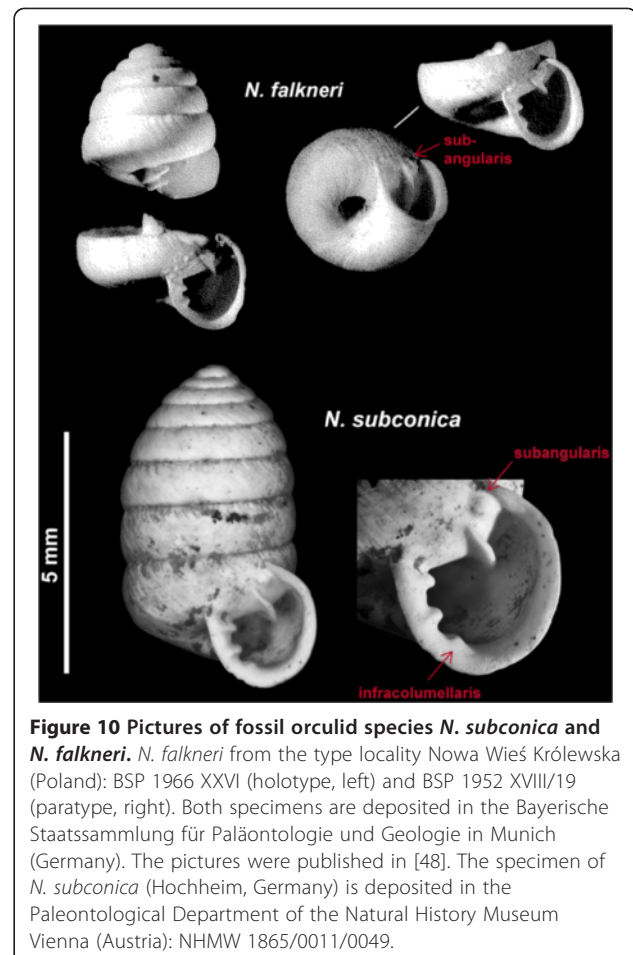 N. falkneri
sub-
angularis
N. subconica
subangularis
5 mm
infracolumellaris
Figure 10 Pictures of fossil orculid species N. subconica and
N. falkneri. N. falkneri from the type locality Nowa Wieś Królewska
(Poland): BSP 1966 XXVI (holotype, left) and BSP 1952 XVIII/19
(paratype, right). Both specimens are deposited in the Bayerische
Staatssammlung für Paläontologie und Geologie in Munich
(Germany). The pictures were published in [48]. The specimen of
N. subconica (Hochheim, Germany) is deposited in the
Paleontological Department of the Natural History Museum
Vienna (Austria): NHMW 1865/0011/0049.